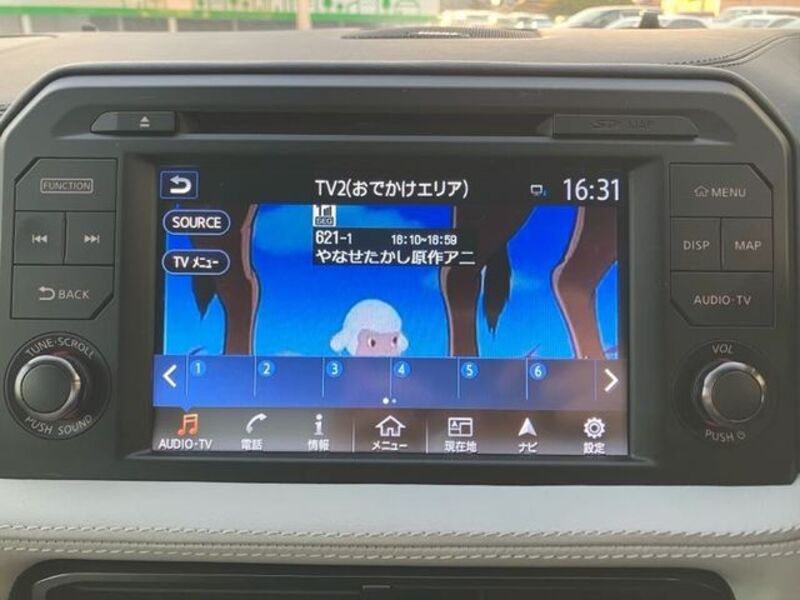 SD MAP
FUNCTION
BACK
TUNE·SCROLL
PUSH SOUND
TV2(おでかけエリア)
16:31
SOURCE
TV メニュー
621-1 16:10~16:59
やなせたかし原作アニ
1 2 3 4 5 6
AUDIO·TV 電話 情報 メニュー 現在地 ナビ 設定
MENU
DISP MAP
AUDIO·TV
VOL
PUSH